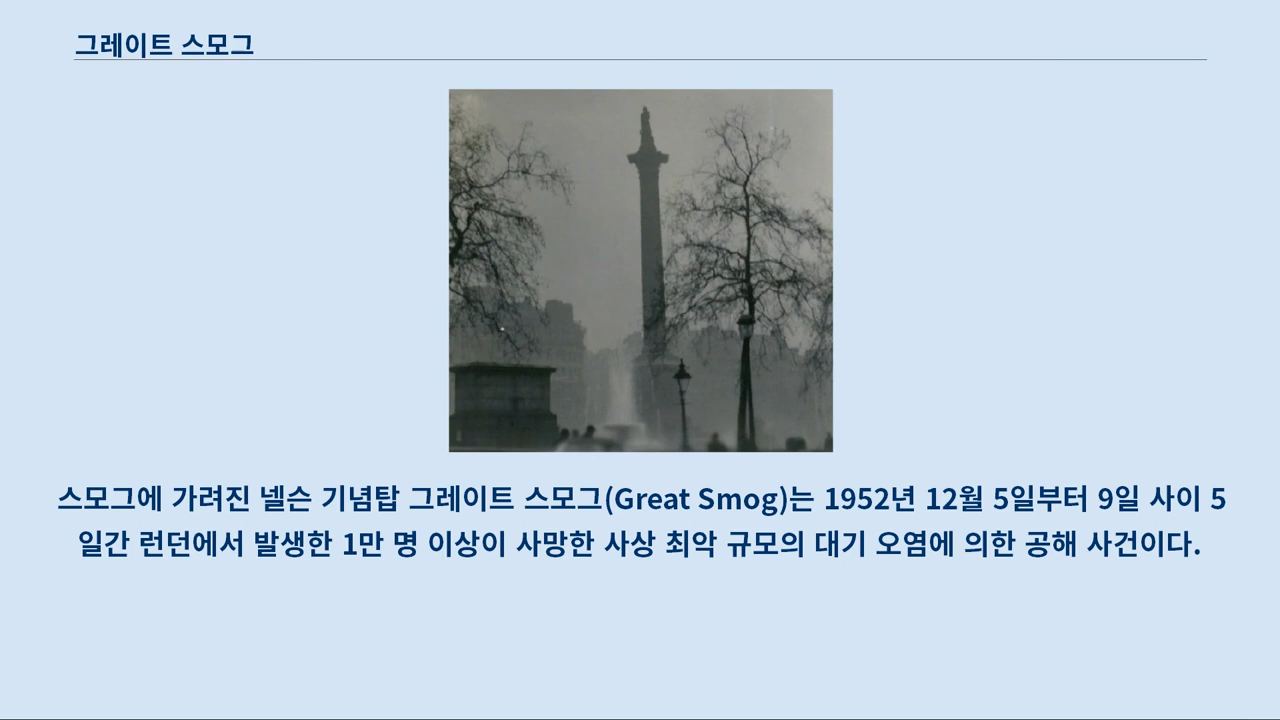 그레이트 스모그
스모그에 가려진 넬슨 기념탑 그레이트 스모그(Great Smog)는 1952년 12월 5일부터 9일 사이 5
일간 런던에서 발생한 1만 명 이상이 사망한 사상 최악 규모의 대기 오염에 의한 공해 사건이다.